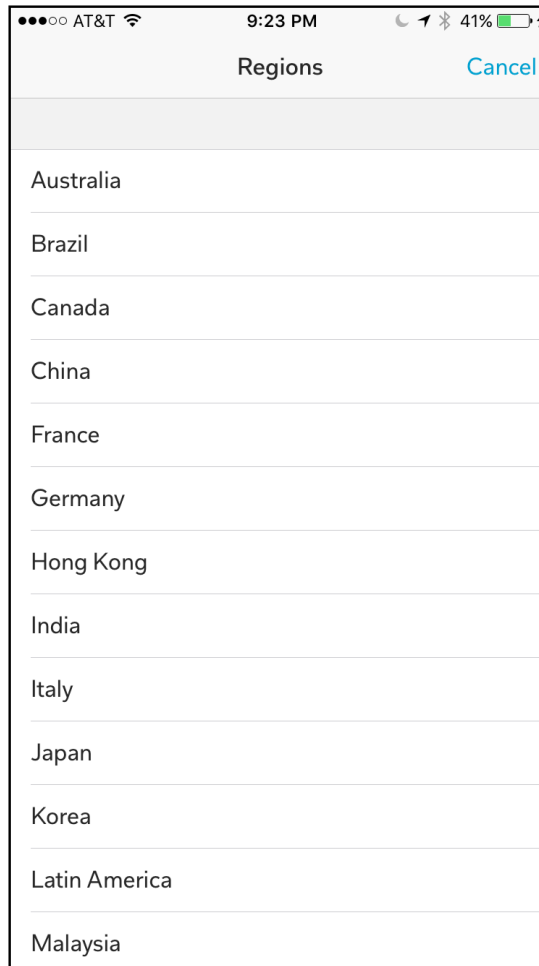 AT&T 9:23 PM 41%
Regions Cancel
Australia
Brazil
Canada
China
France
Germany
Hong Kong
India
Italy
Japan
Korea
Latin America
Malaysia